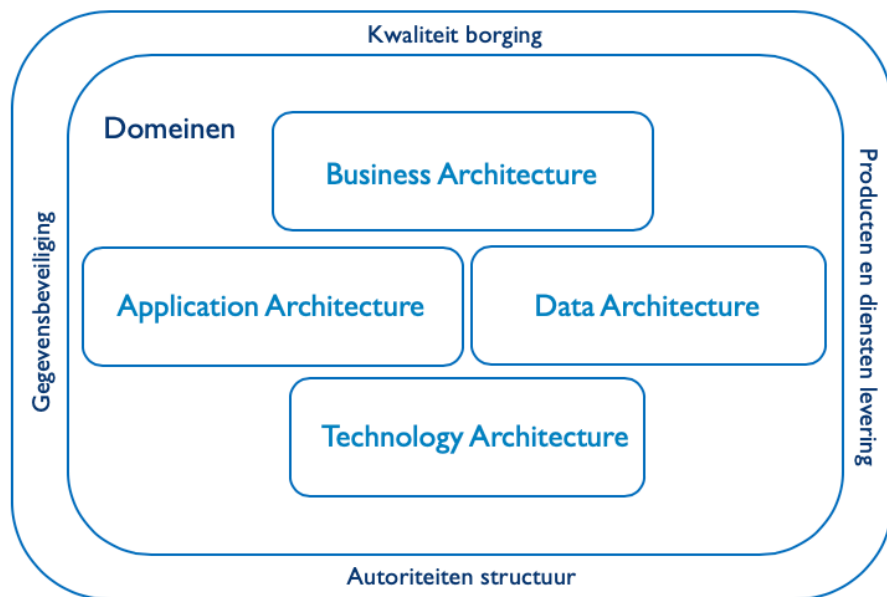 Kwaliteit borging
Domeinen
Business Architecture
Gegevensbeveiliging
Application Architecture
Data Architecture
Producten en diensten levering
Technology Architecture
Autoriteiten structuur